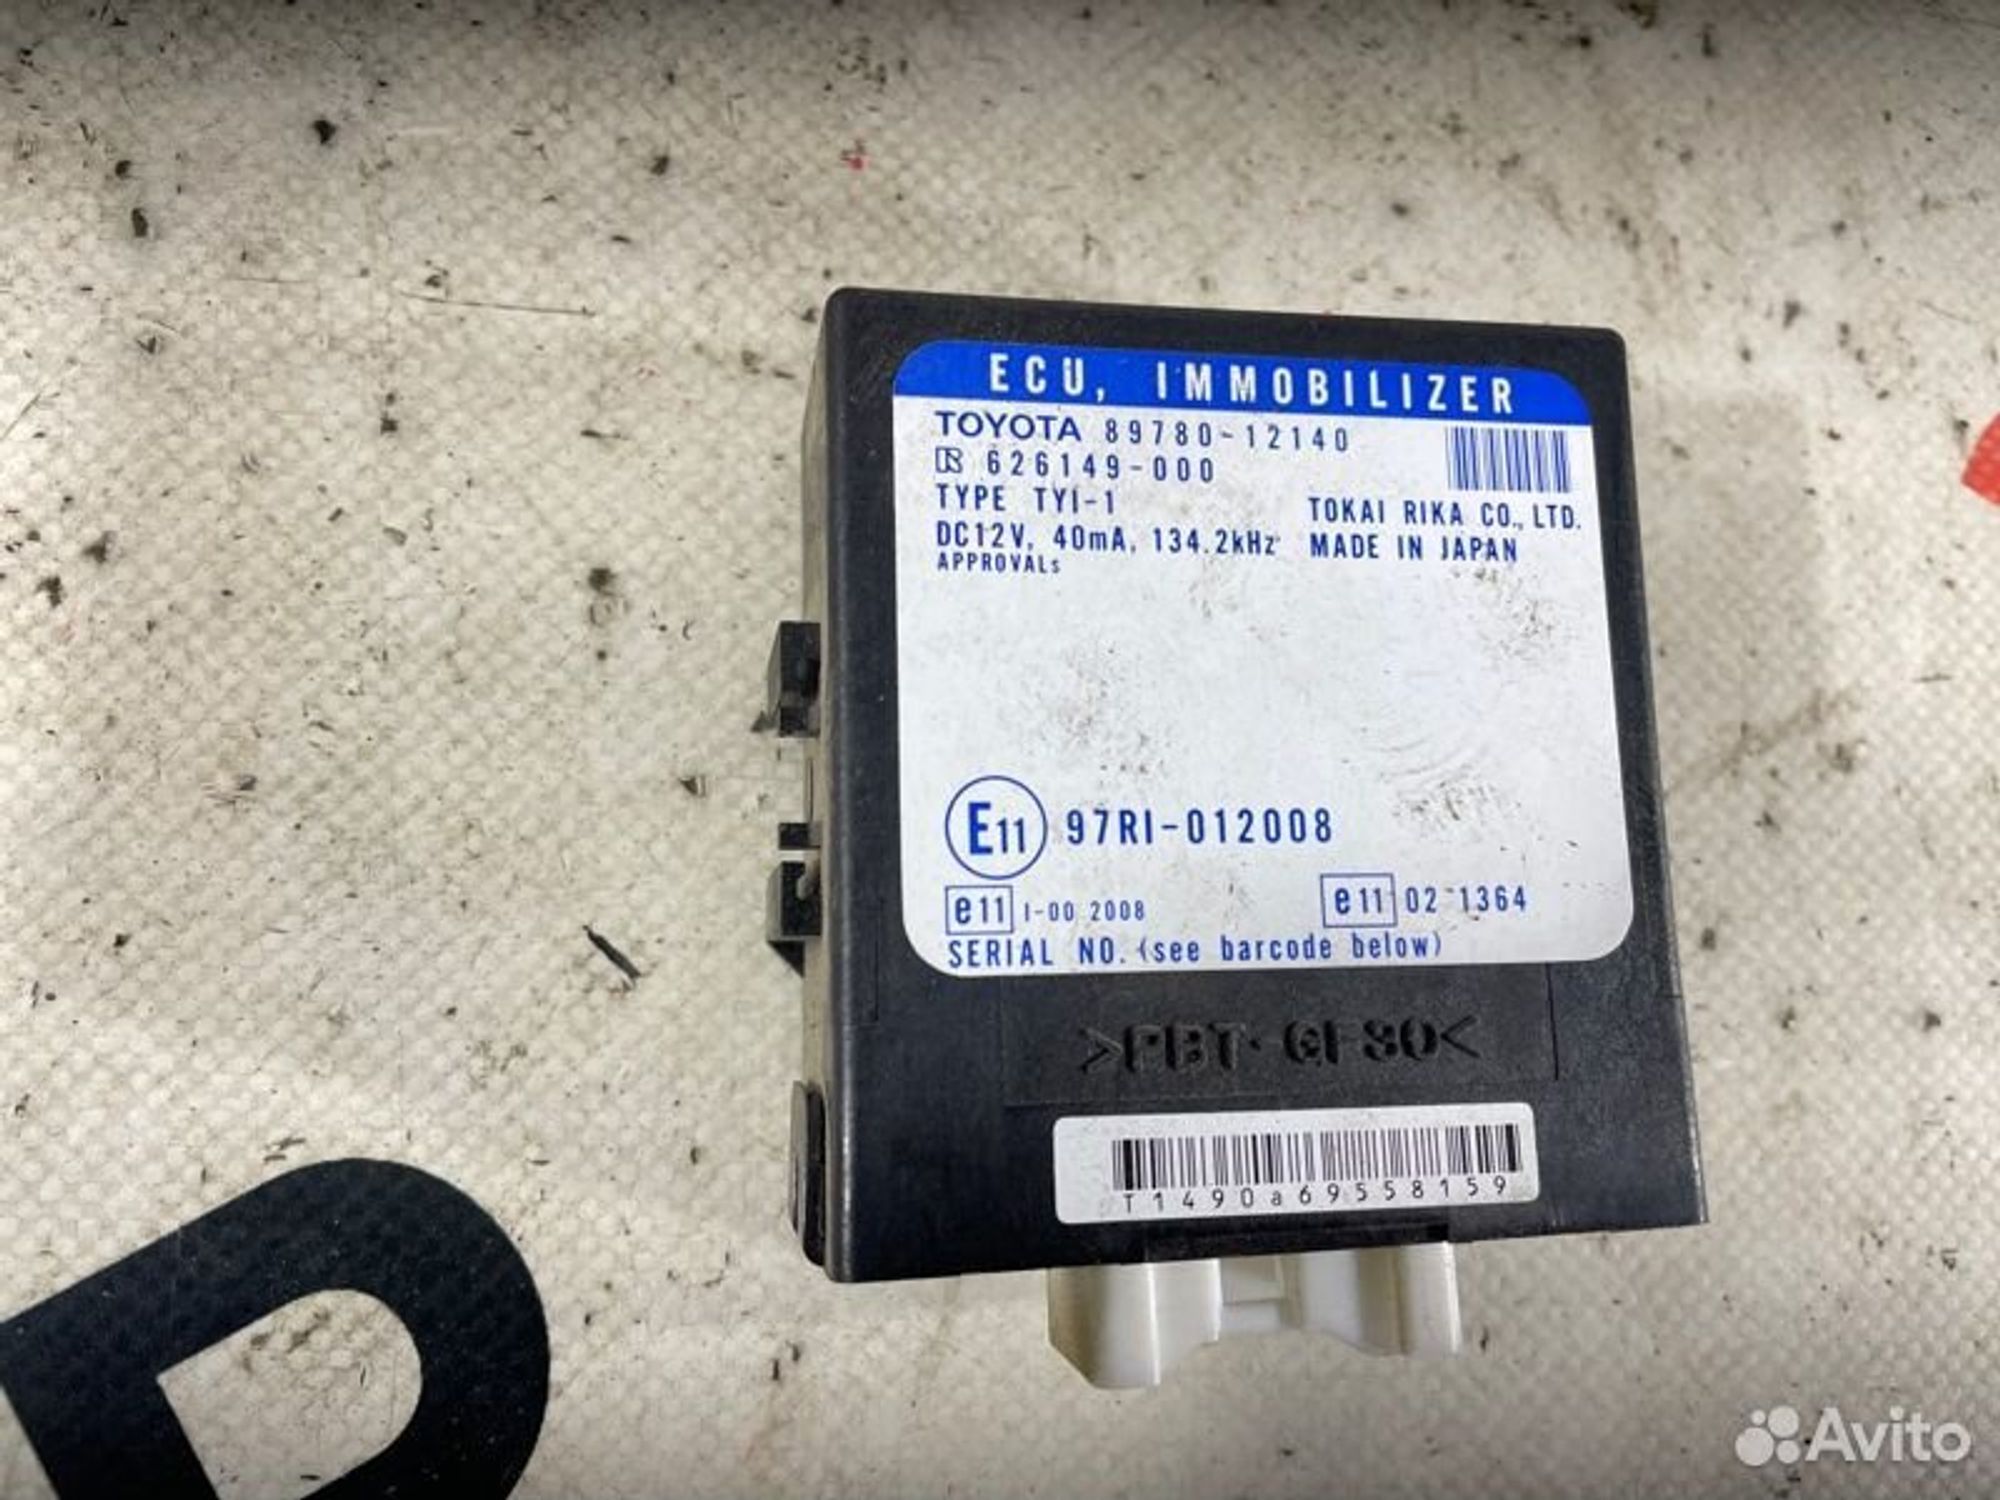 ECU, IMMOBILIZER
TOYOTA 89780-12140
626149-000
TYPE TYI-1
TOKAI RIKA CO., LTD.
DC12V, 40mA, 134.2kHz
MADE IN JAPAN
APPROVALs
E11 97RI-012008
e11 I-00 2008
e11 02 1364
SERIAL NO. (see barcode below)
>PBT-GF30<
T1490a69558159
Avito